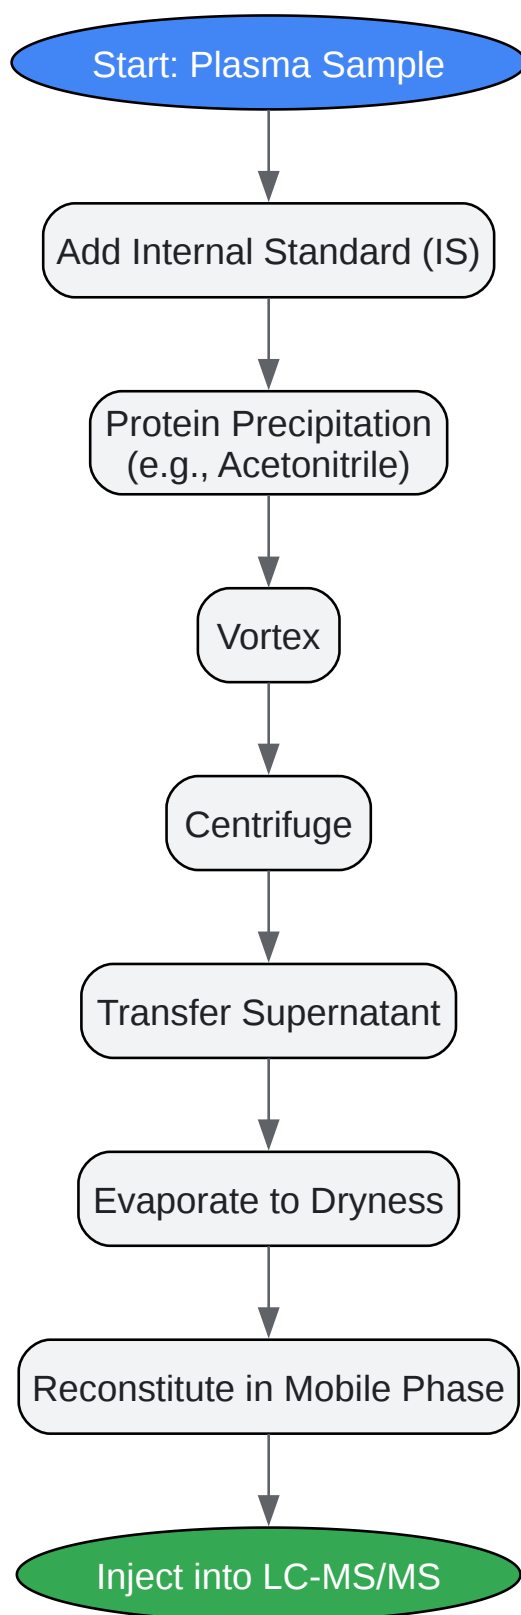 Start: Plasma Sample
Add Internal Standard (IS)
Protein Precipitation
(e.g., Acetonitrile)
Vortex
Centrifuge
Transfer Supernatant
Evaporate to Dryness
Reconstitute in Mobile Phase
Inject into LC-MS/MS